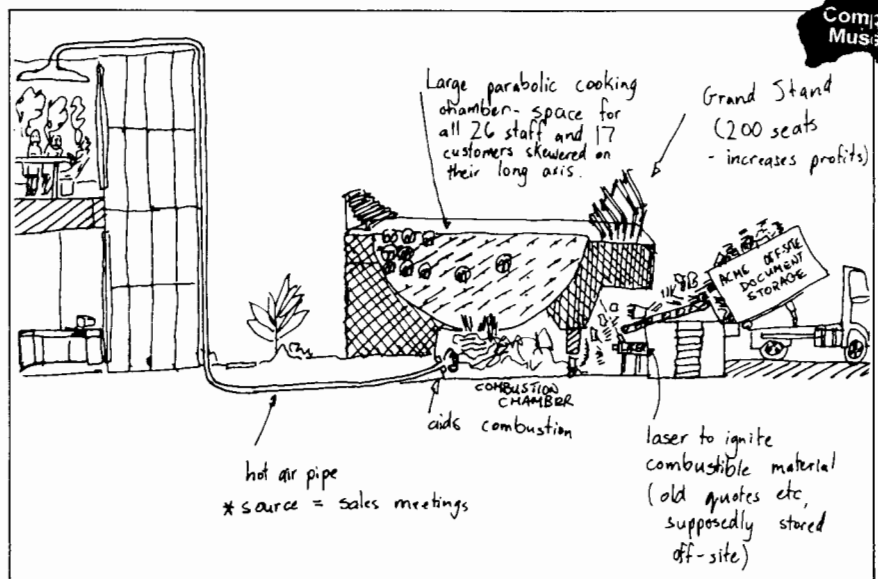 Large parabolic cooking
chamber - space for
all 26 staff and 17
customers skewered on
their long axis.
Grand Stand
(200 seats
- increases profits)
ACME OFF-SITE
DOCUMENT
STORAGE
COMBUSTION
CHAMBER
aids combustion
hot air pipe
* source = sales meetings
laser to ignite
combustible material
(old quotes etc,
supposedly stored
off-site)